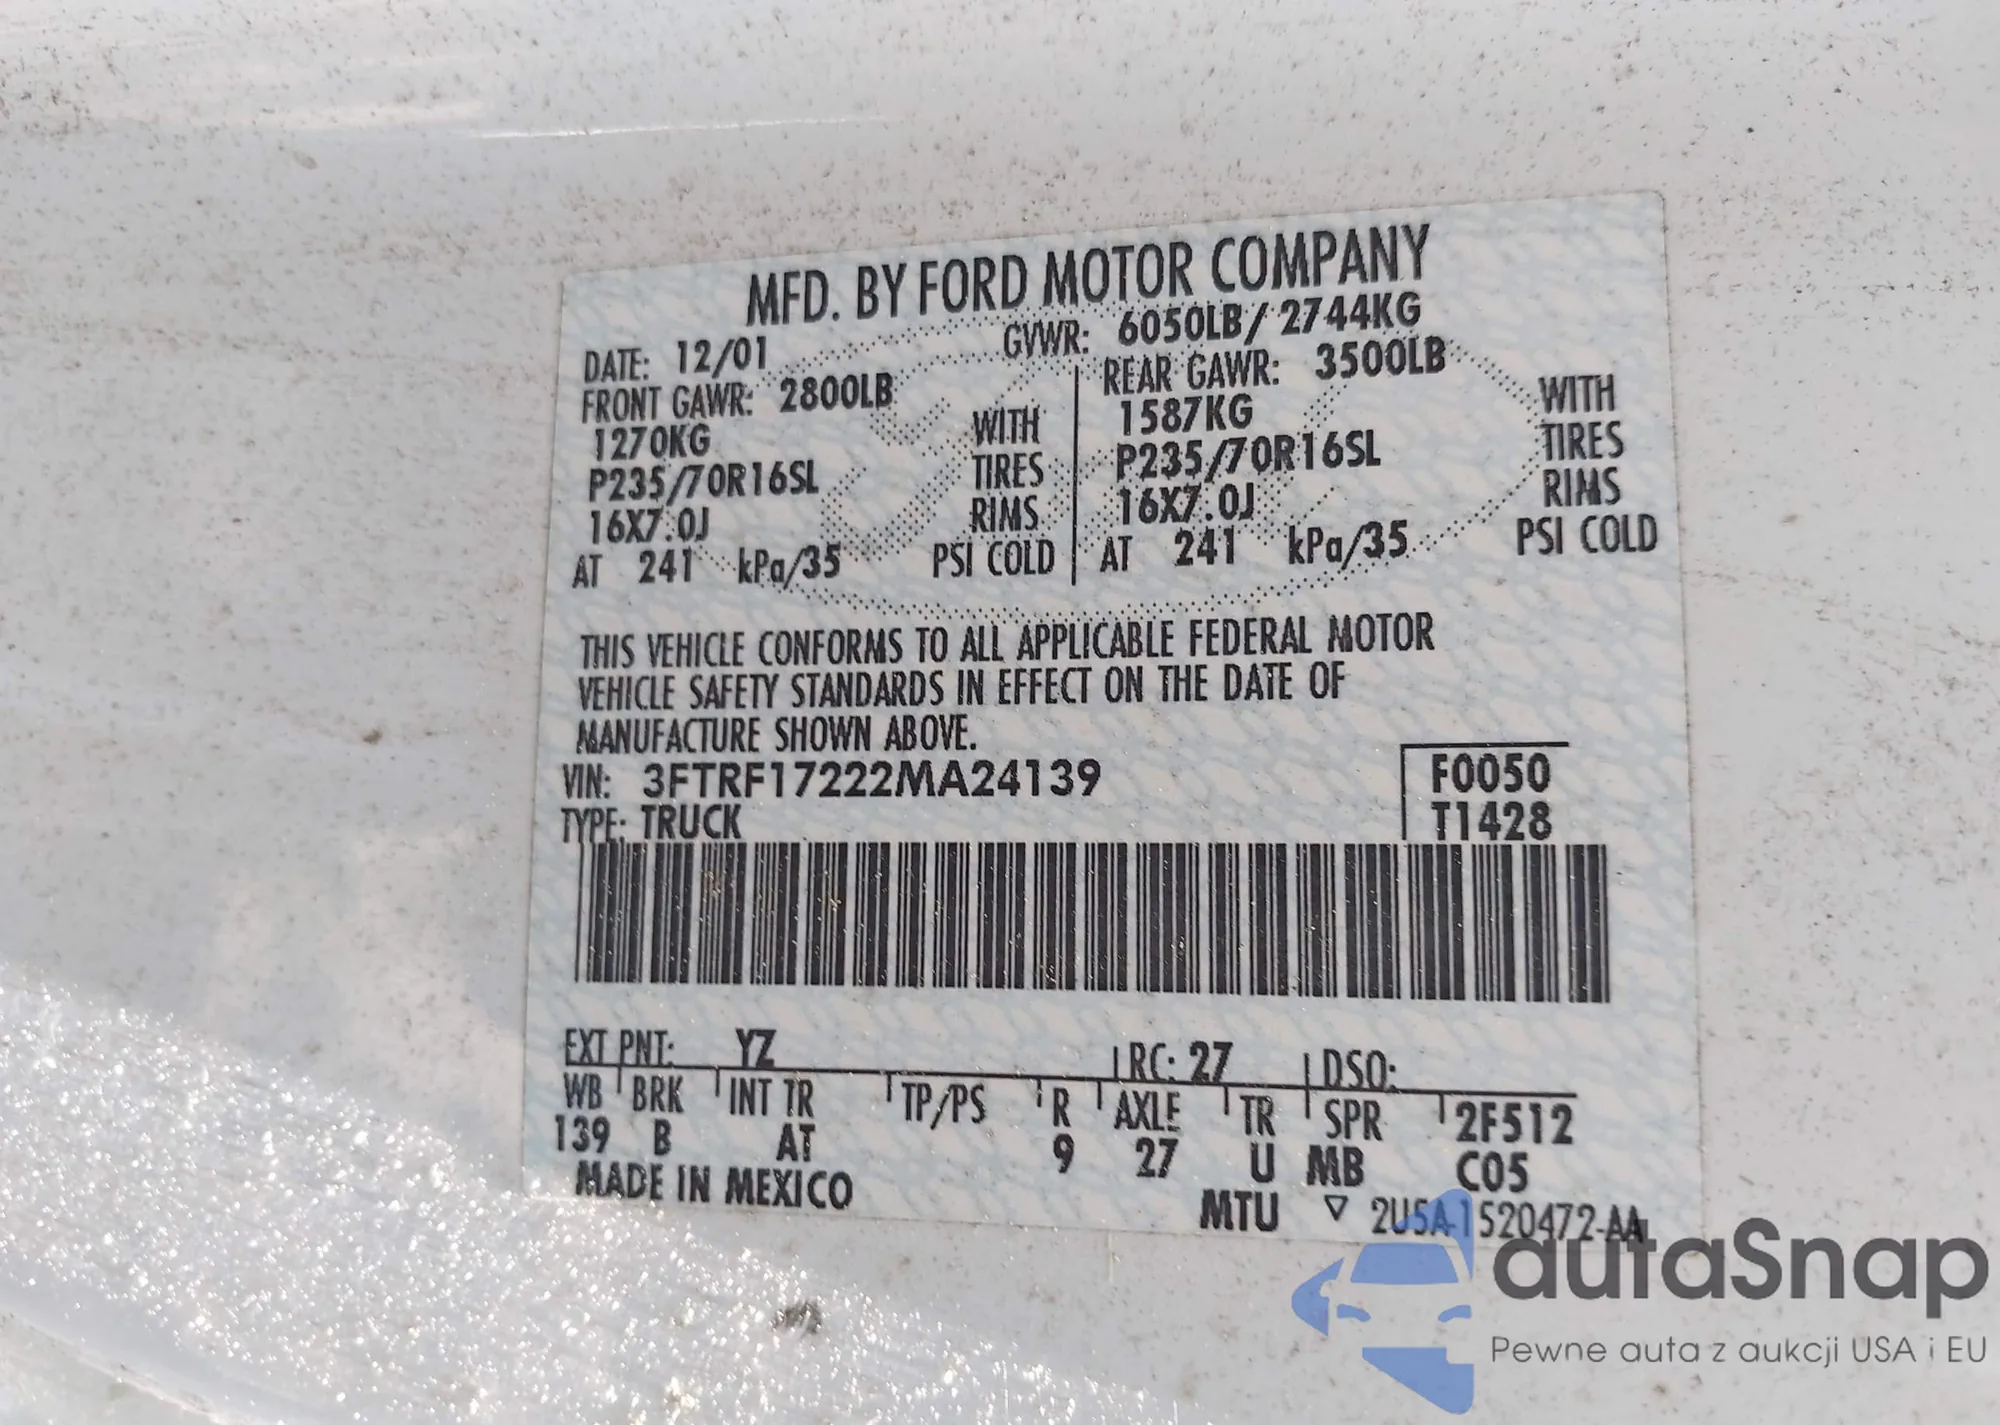 MFD. BY FORD MOTOR COMPANY
DATE: 12/01 GVWR: 6050LB/ 2744KG
FRONT GAWR: 2800LB REAR GAWR: 3500LB
1270KG WITH 1587KG WITH
P235/70R16SL TIRES P235/70R16SL TIRES
16X7.0J RIMS 16X7.0J RIMS
AT 241 kPa/35 PSI COLD AT 241 kPa/35 PSI COLD
THIS VEHICLE CONFORMS TO ALL APPLICABLE FEDERAL MOTOR
VEHICLE SAFETY STANDARDS IN EFFECT ON THE DATE OF
MANUFACTURE SHOWN ABOVE.
VIN: 3FTRF17222MA24139 F0050
TYPE: TRUCK T1428
EXT PNT: YZ RC: 27 DSO:
WB BRK INT TR TP/PS R AXLE TR SPR 2F512
139 B AT 9 27 U MB C05
MADE IN MEXICO MTU ▽ 2U5A-1520472-AA
autaSnap
Pewne auta z aukcji USA i EU